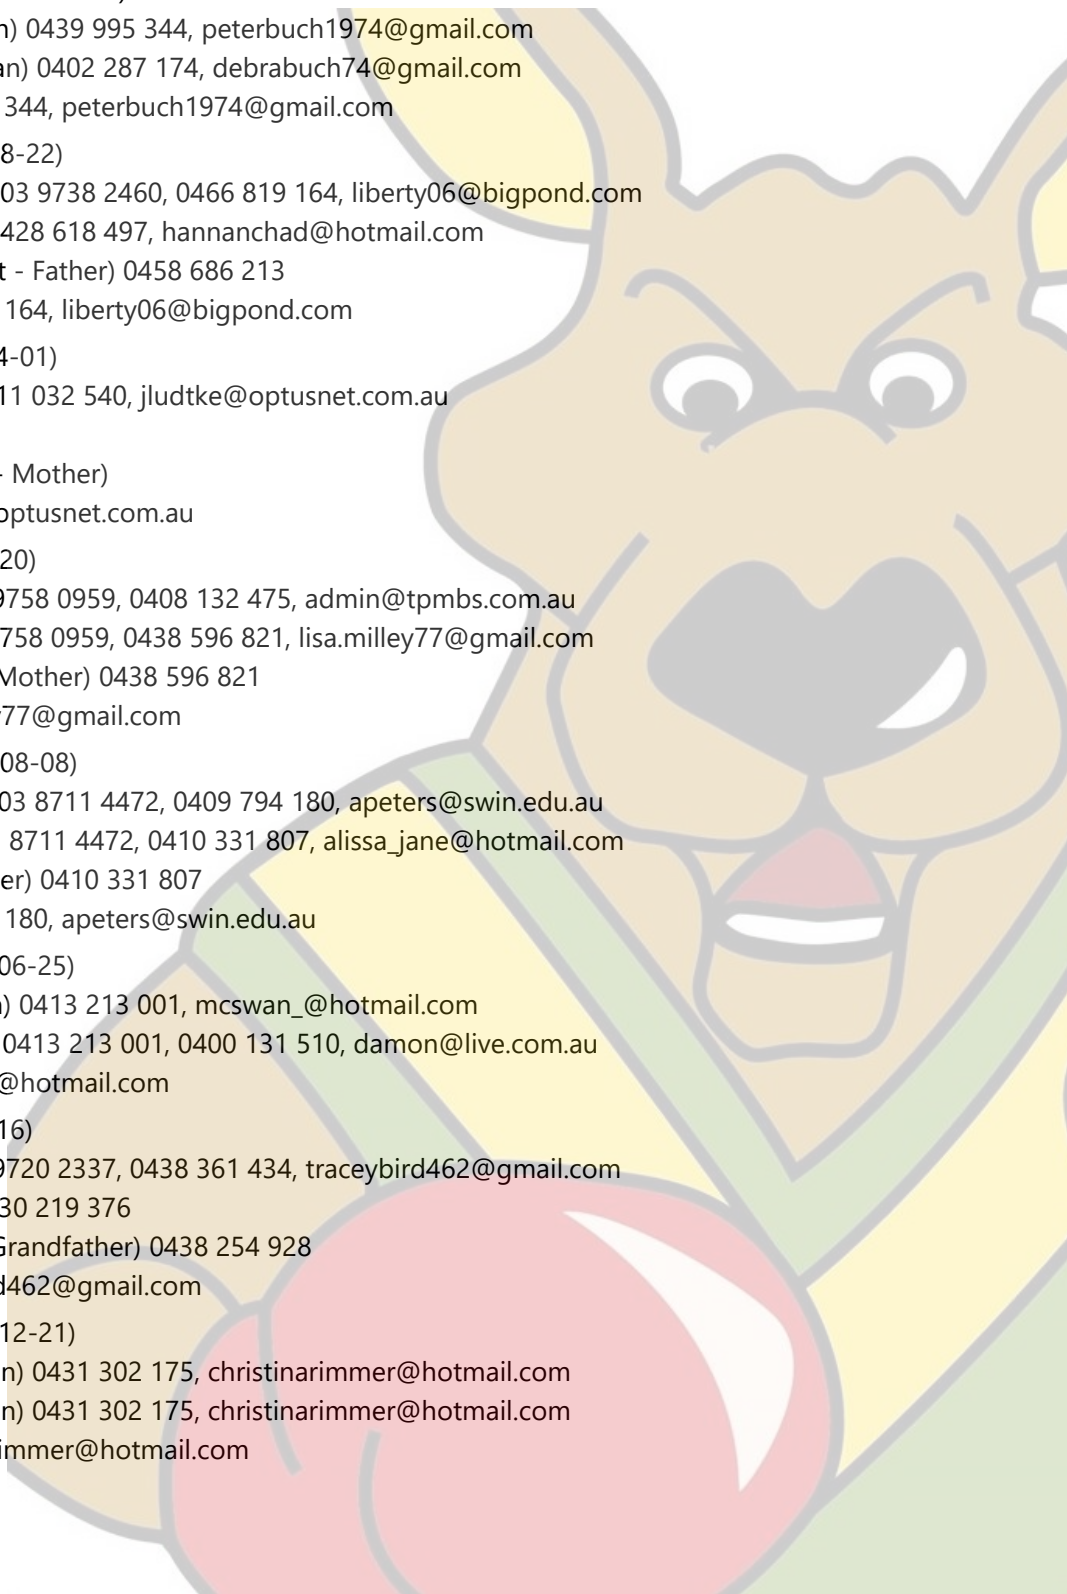 n) 0439 995 344, peterbuch1974@gmail.com
an) 0402 287 174, debrabuch74@gmail.com
344, peterbuch1974@gmail.com
8-22)
03 9738 2460, 0466 819 164, liberty06@bigpond.com
428 618 497, hannanchad@hotmail.com
t - Father) 0458 686 213
164, liberty06@bigpond.com
4-01)
11 032 540, jludtke@optusnet.com.au
- Mother)
optusnet.com.au
20)
9758 0959, 0408 132 475, admin@tpmbs.com.au
758 0959, 0438 596 821, lisa.milley77@gmail.com
Mother) 0438 596 821
77@gmail.com
08-08)
03 8711 4472, 0409 794 180, apeters@swin.edu.au
8711 4472, 0410 331 807, alissa_jane@hotmail.com
er) 0410 331 807
180, apeters@swin.edu.au
06-25)
) 0413 213 001, mcswan_@hotmail.com
0413 213 001, 0400 131 510, damon@live.com.au
@hotmail.com
16)
9720 2337, 0438 361 434, traceybird462@gmail.com
30 219 376
Grandfather) 0438 254 928
d462@gmail.com
12-21)
n) 0431 302 175, christinarimmer@hotmail.com
n) 0431 302 175, christinarimmer@hotmail.com
immer@hotmail.com